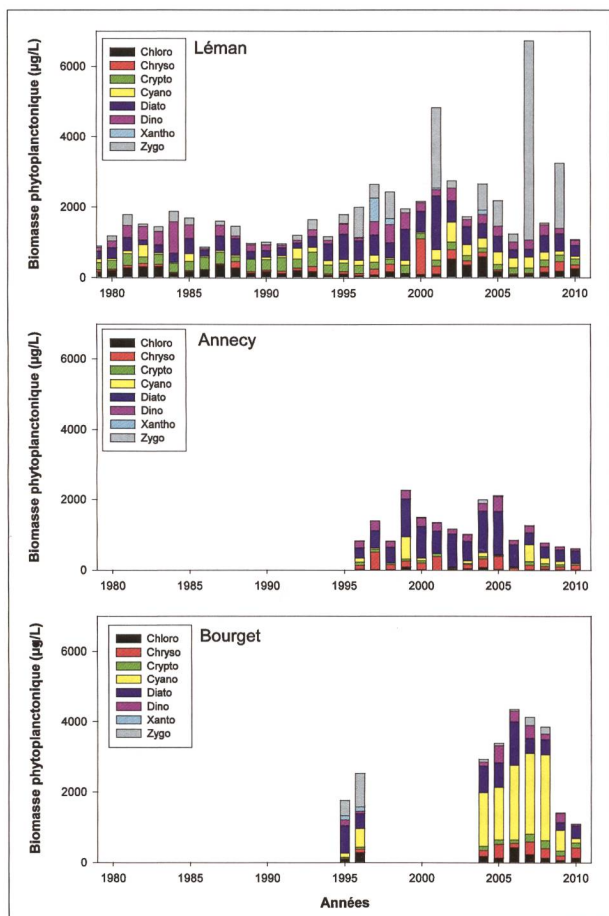 Léman
Biomasse phytoplanctonique (µg/L)
6000
4000
2000
0
Chloro
Chryso
Crypto
Cyano
Diato
Dino
Xantho
Zygo
1980 1985 1990 1995 2000 2005 2010
Annecy
Biomasse phytoplanctonique (µg/L)
6000
4000
2000
0
Chloro
Chryso
Crypto
Cyano
Diato
Dino
Xantho
Zygo
1980 1985 1990 1995 2000 2005 2010
Bourget
Biomasse phytoplanctonique (µg/L)
6000
4000
2000
0
Chloro
Chryso
Crypto
Cyano
Diato
Dino
Xanto
Zygo
1980 1985 1990 1995 2000 2005 2010
Années